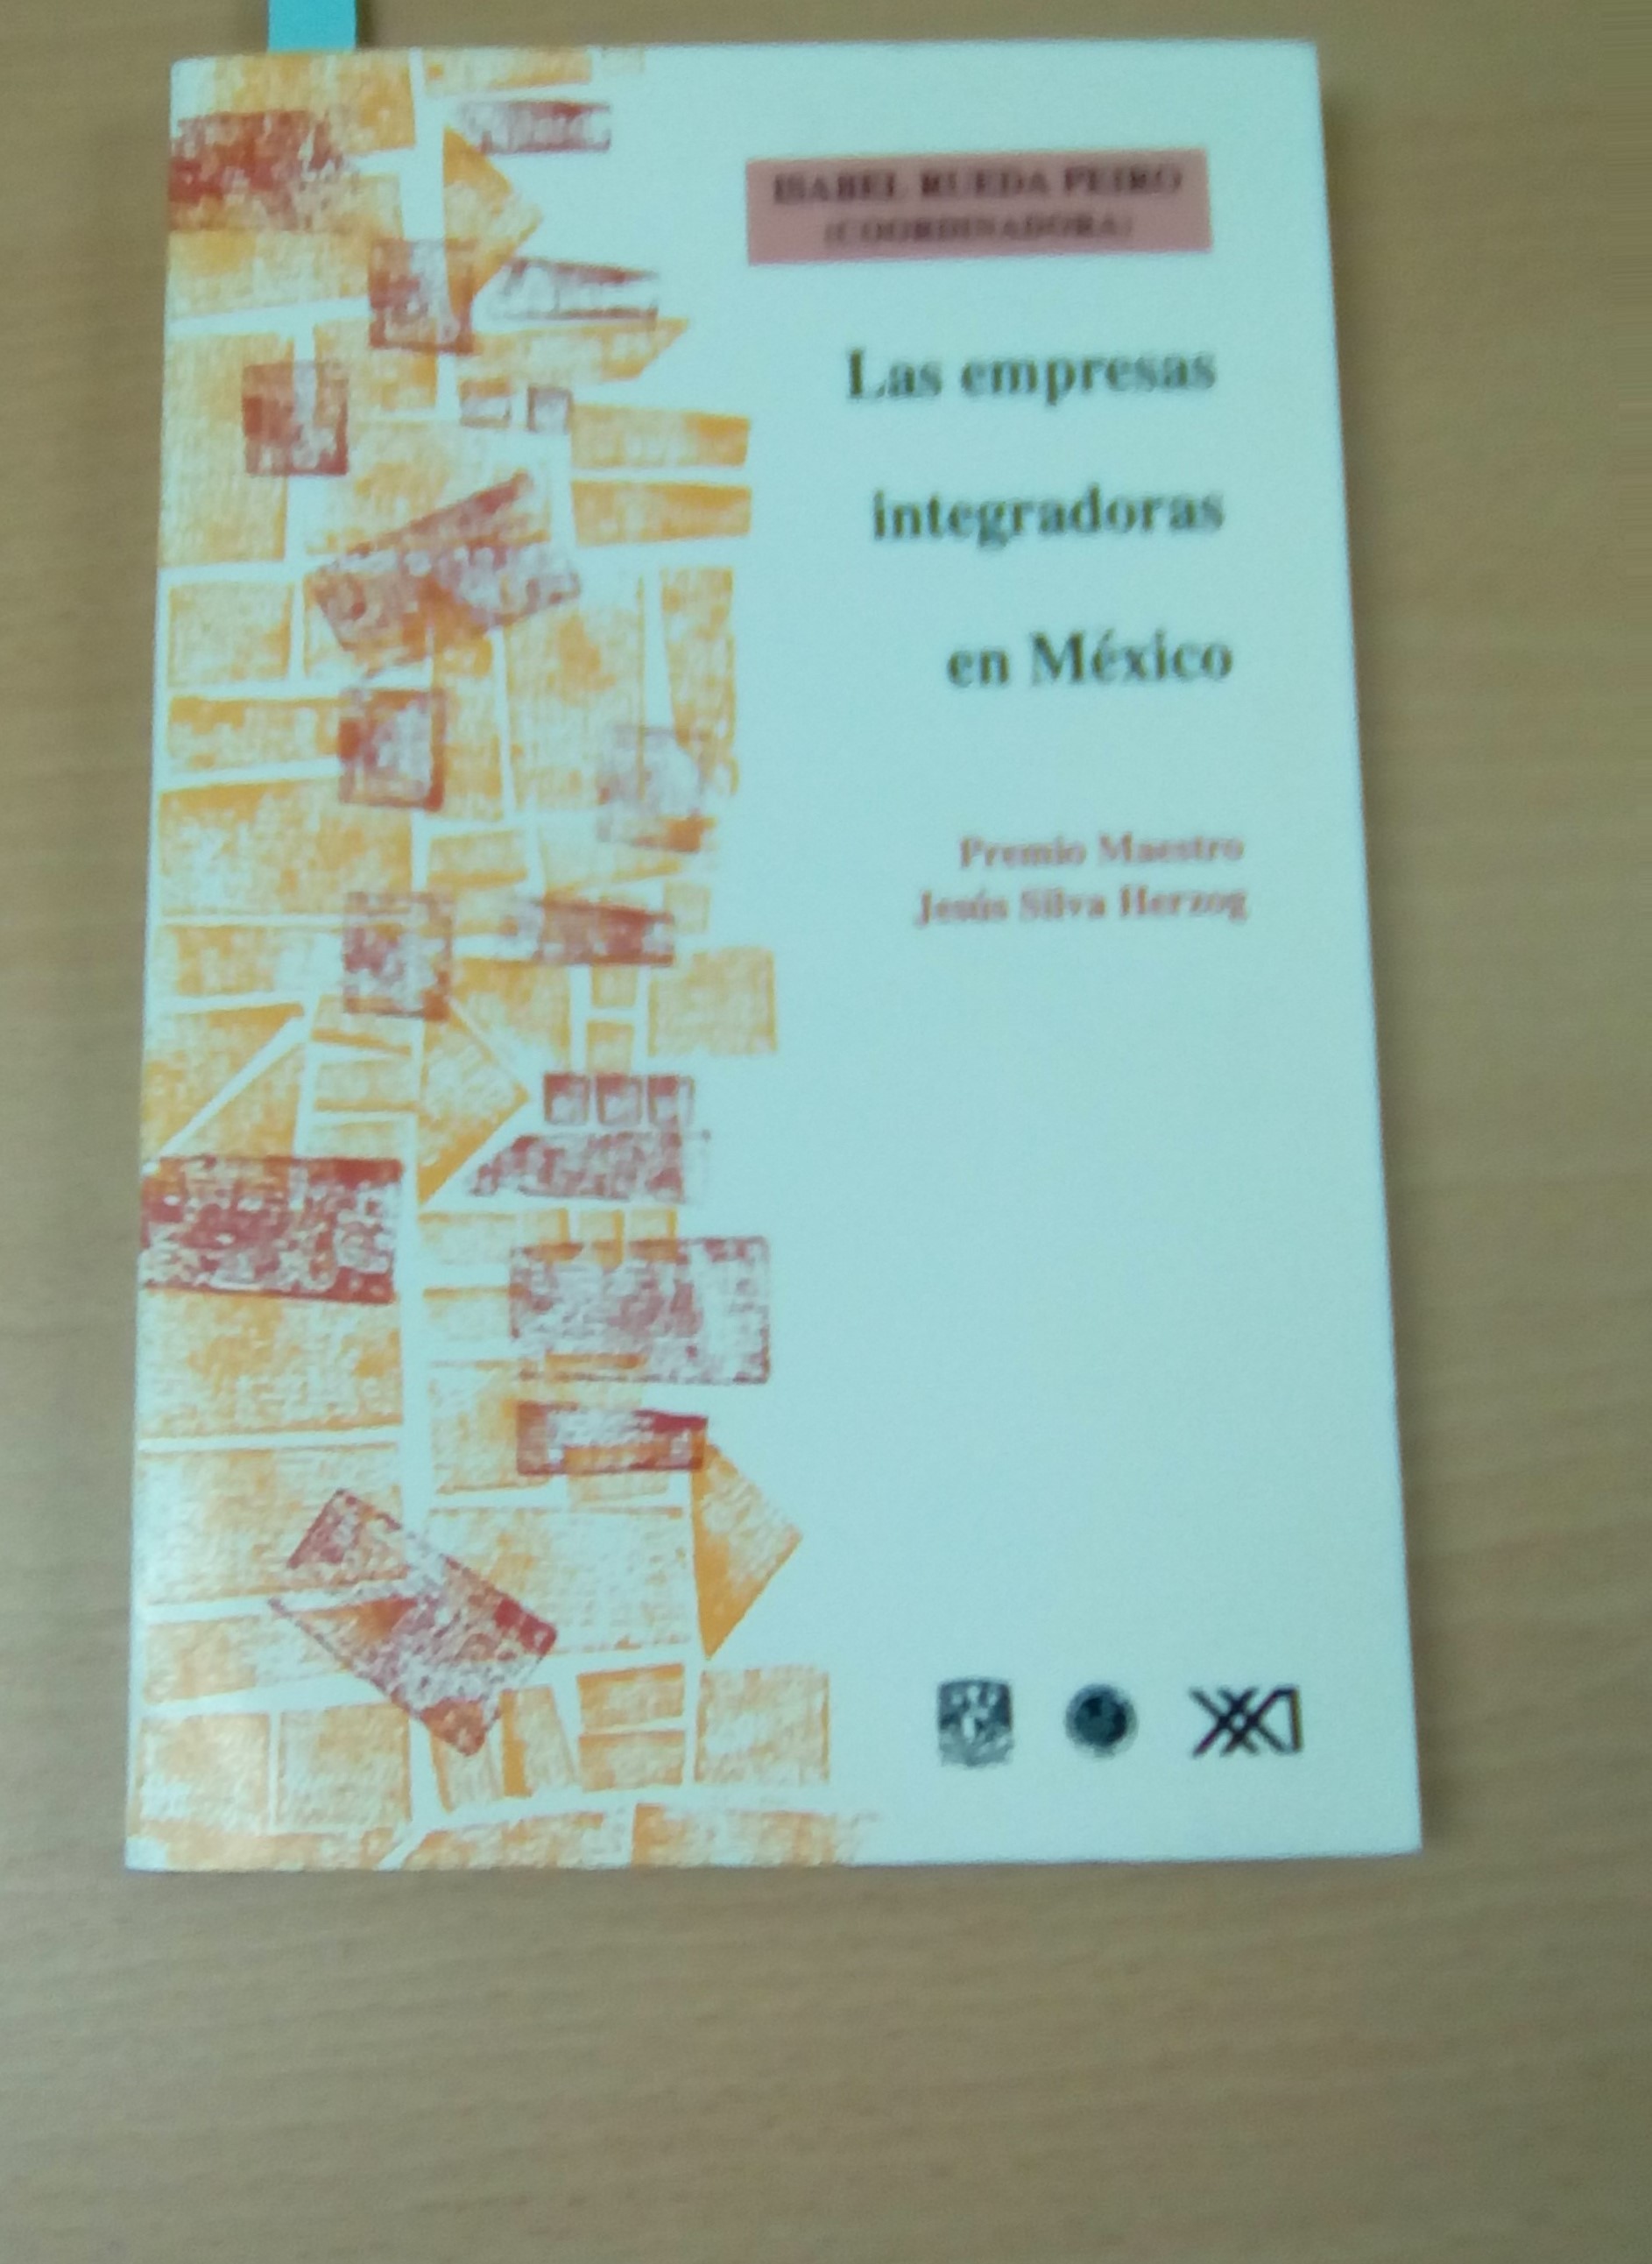 ISABEL RUEDA PEIRO
(COORDINADORA)
Las empresas
integradoras
en México
Premio Maestro
Jesús Silva Herzog